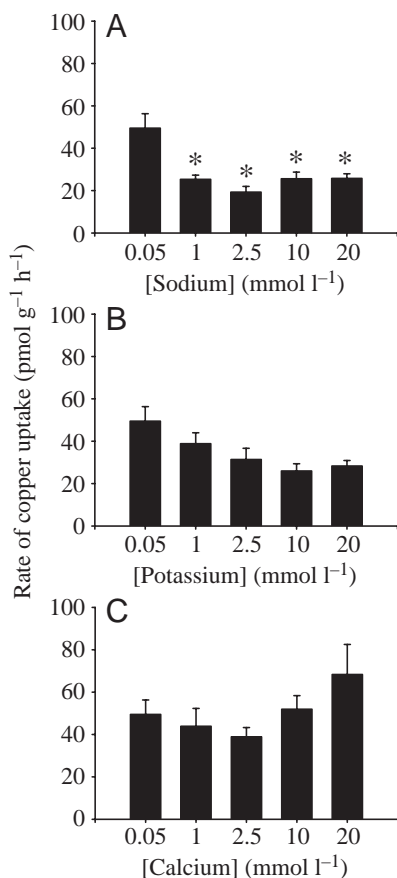 Rate of copper uptake (pmol g⁻¹ h⁻¹)
A
100
80
60
40
20
0
* * * *
0.05 1 2.5 10 20
[Sodium] (mmol l⁻¹)
B
100
80
60
40
20
0
0.05 1 2.5 10 20
[Potassium] (mmol l⁻¹)
C
100
80
60
40
20
0
0.05 1 2.5 10 20
[Calcium] (mmol l⁻¹)